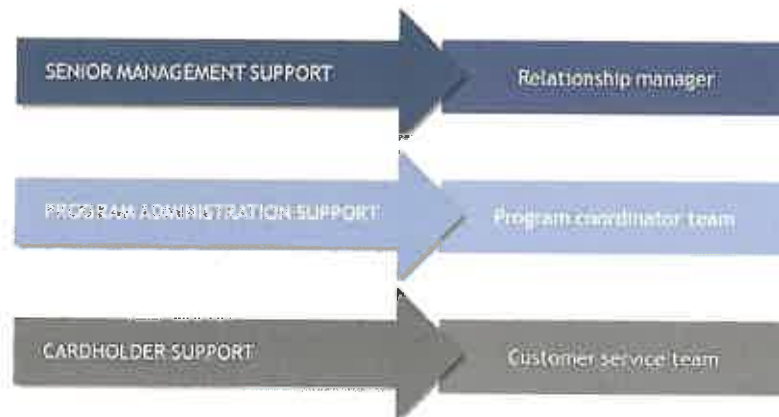 SENIOR MANAGEMENT SUPPORT
Relationship manager
PROGRAM ADMINISTRATION SUPPORT
Program coordinator team
CARDHOLDER SUPPORT
Customer service team